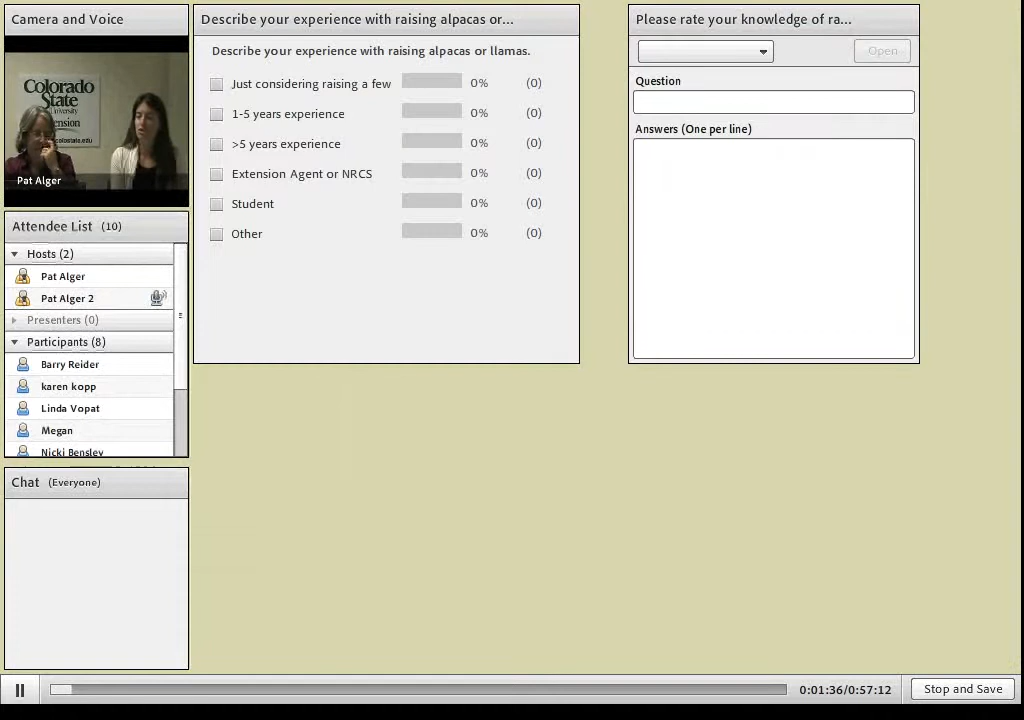 Camera and Voice
Colorado
State
University
ension
colostate.edu
Pat Alger
Attendee List (10)
Hosts (2)
Pat Alger
Pat Alger 2
Presenters (0)
Participants (8)
Barry Reider
karen kopp
Linda Vopat
Megan
Nicki Bensley
Chat (Everyone)
Describe your experience with raising alpacas or...
Describe your experience with raising alpacas or llamas.
Just considering raising a few 0% (0)
1-5 years experience 0% (0)
>5 years experience 0% (0)
Extension Agent or NRCS 0% (0)
Student 0% (0)
Other 0% (0)
Please rate your knowledge of ra...
Open
Question
Answers (One per line)
0:01:36/0:57:12
Stop and Save